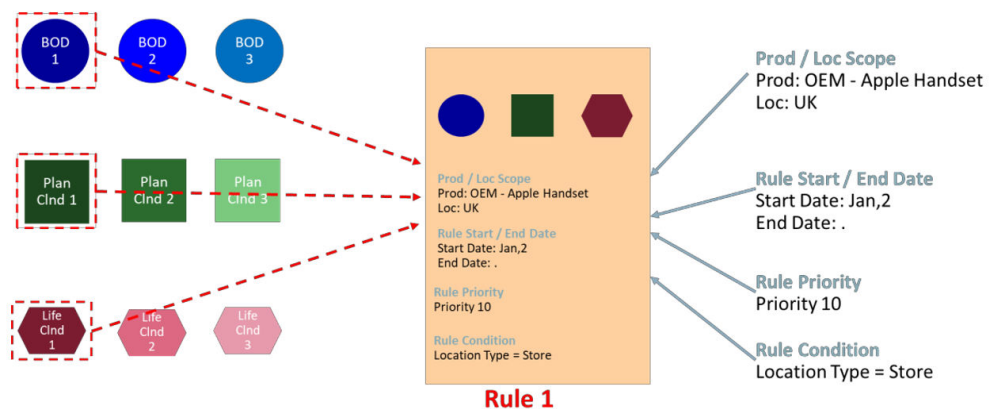 BOD
1
BOD
2
BOD
3
Plan
Clnd 1
Plan
Clnd 2
Plan
Clnd 3
Life
Clnd
1
Life
Clnd
2
Life
Clnd
3
Prod / Loc Scope
Prod: OEM - Apple Handset
Loc: UK
Rule Start / End Date
Start Date: Jan,2
End Date: .
Rule Priority
Priority 10
Rule Condition
Location Type = Store
Rule 1
Prod / Loc Scope
Prod: OEM - Apple Handset
Loc: UK
Rule Start / End Date
Start Date: Jan,2
End Date: .
Rule Priority
Priority 10
Rule Condition
Location Type = Store